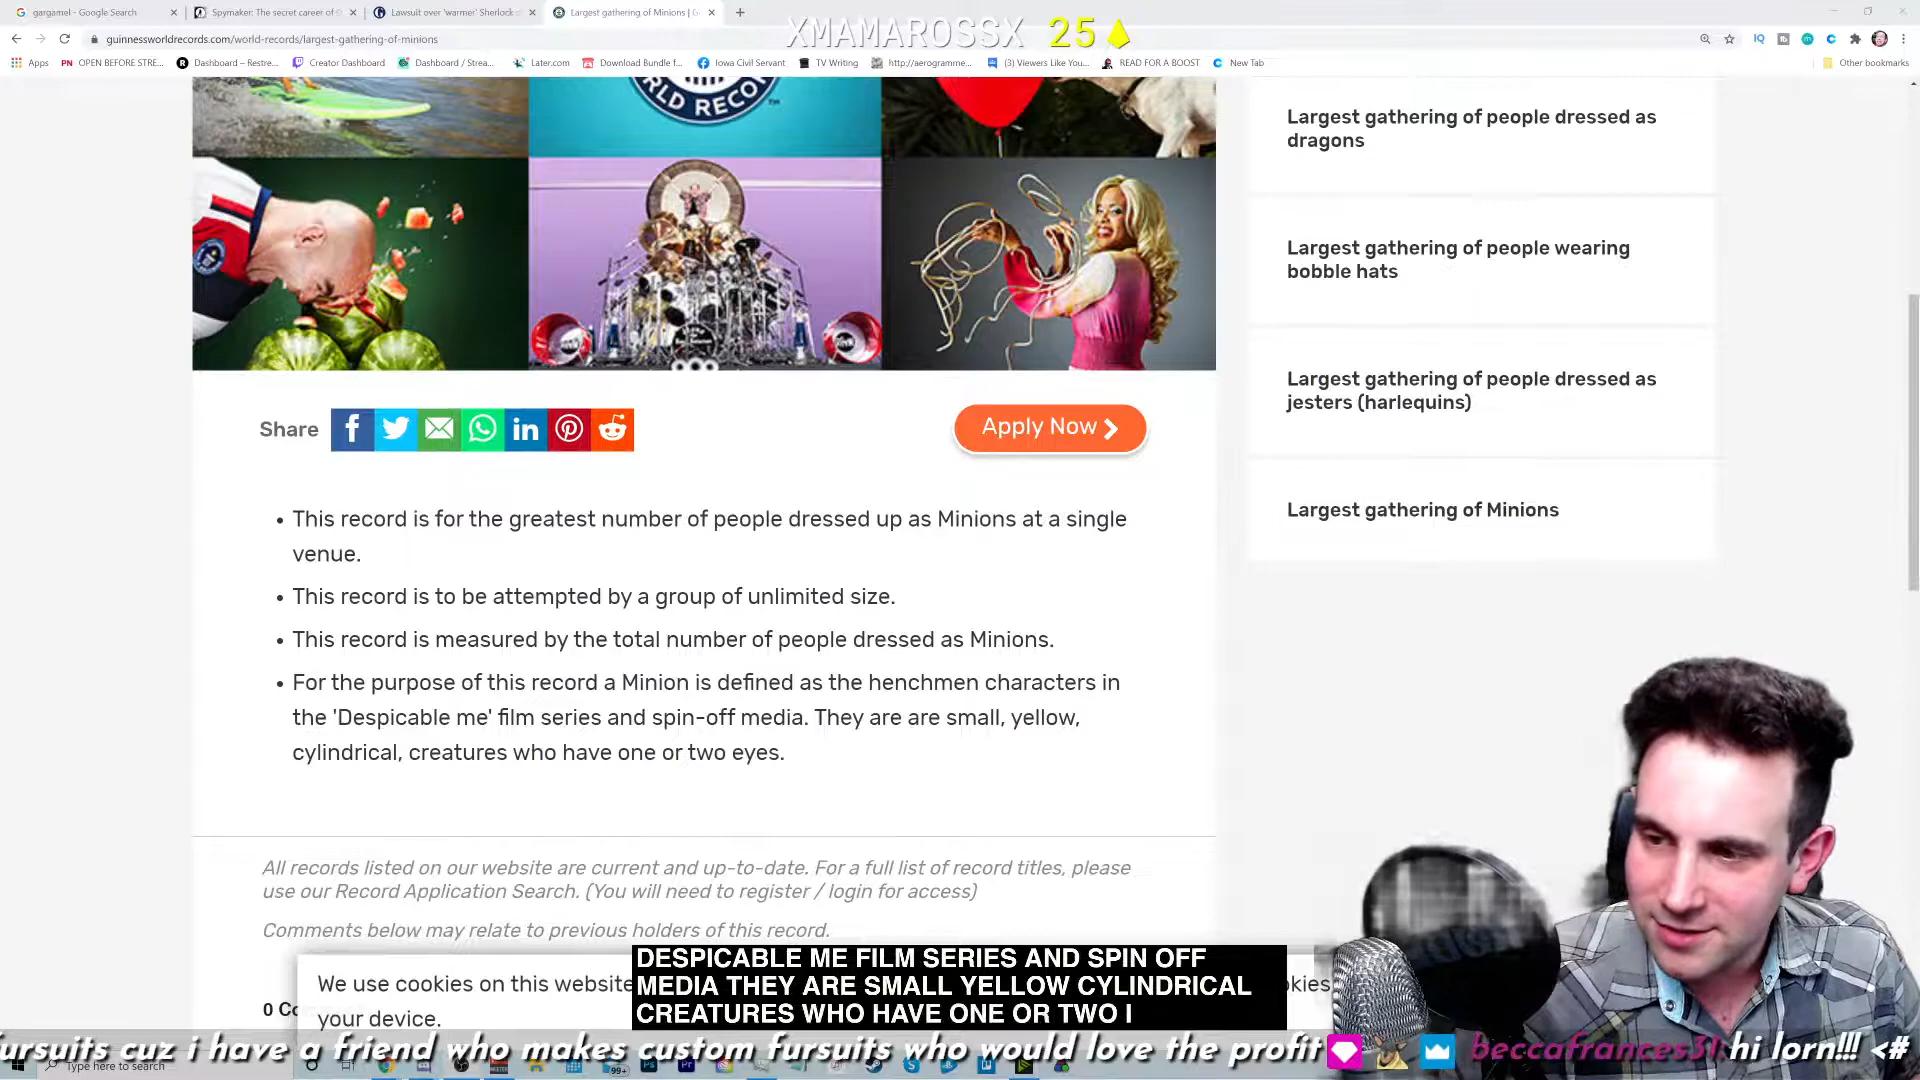 gargamel - Google Search
Spymaker: The secret career of
Lawsuit over 'warmer' Sherlock
Largest gathering of Minions | G
XMAMAROSSX 25
guinnessworldrecords.com/world-records/largest-gathering-of-minions
Apps
PN OPEN BEFORE STRE...
Dashboard – Restre...
Creator Dashboard
Dashboard / Strea...
Later.com
Download Bundle f...
Iowa Civil Servant
TV Writing
http://aerogramme...
(3) Viewers Like You...
READ FOR A BOOST
New Tab
Other bookmarks
RLD RECO
Largest gathering of people dressed as
dragons
Largest gathering of people wearing
bobble hats
Largest gathering of people dressed as
jesters (harlequins)
Largest gathering of Minions
Share
Apply Now
• This record is for the greatest number of people dressed up as Minions at a single
venue.
• This record is to be attempted by a group of unlimited size.
• This record is measured by the total number of people dressed as Minions.
• For the purpose of this record a Minion is defined as the henchmen characters in
the 'Despicable me' film series and spin-off media. They are are small, yellow,
cylindrical, creatures who have one or two eyes.
All records listed on our website are current and up-to-date. For a full list of record titles, please
use our Record Application Search. (You will need to register / login for access)
Comments below may relate to previous holders of this record.
We use cookies on this website
your device.
0 Co
DESPICABLE ME FILM SERIES AND SPIN OFF
MEDIA THEY ARE SMALL YELLOW CYLINDRICAL
CREATURES WHO HAVE ONE OR TWO I
kies
fursuits cuz i have a friend who makes custom fursuits who would love the profit
beccafrances31: hi lorn!!! <#
Type here to search
99+